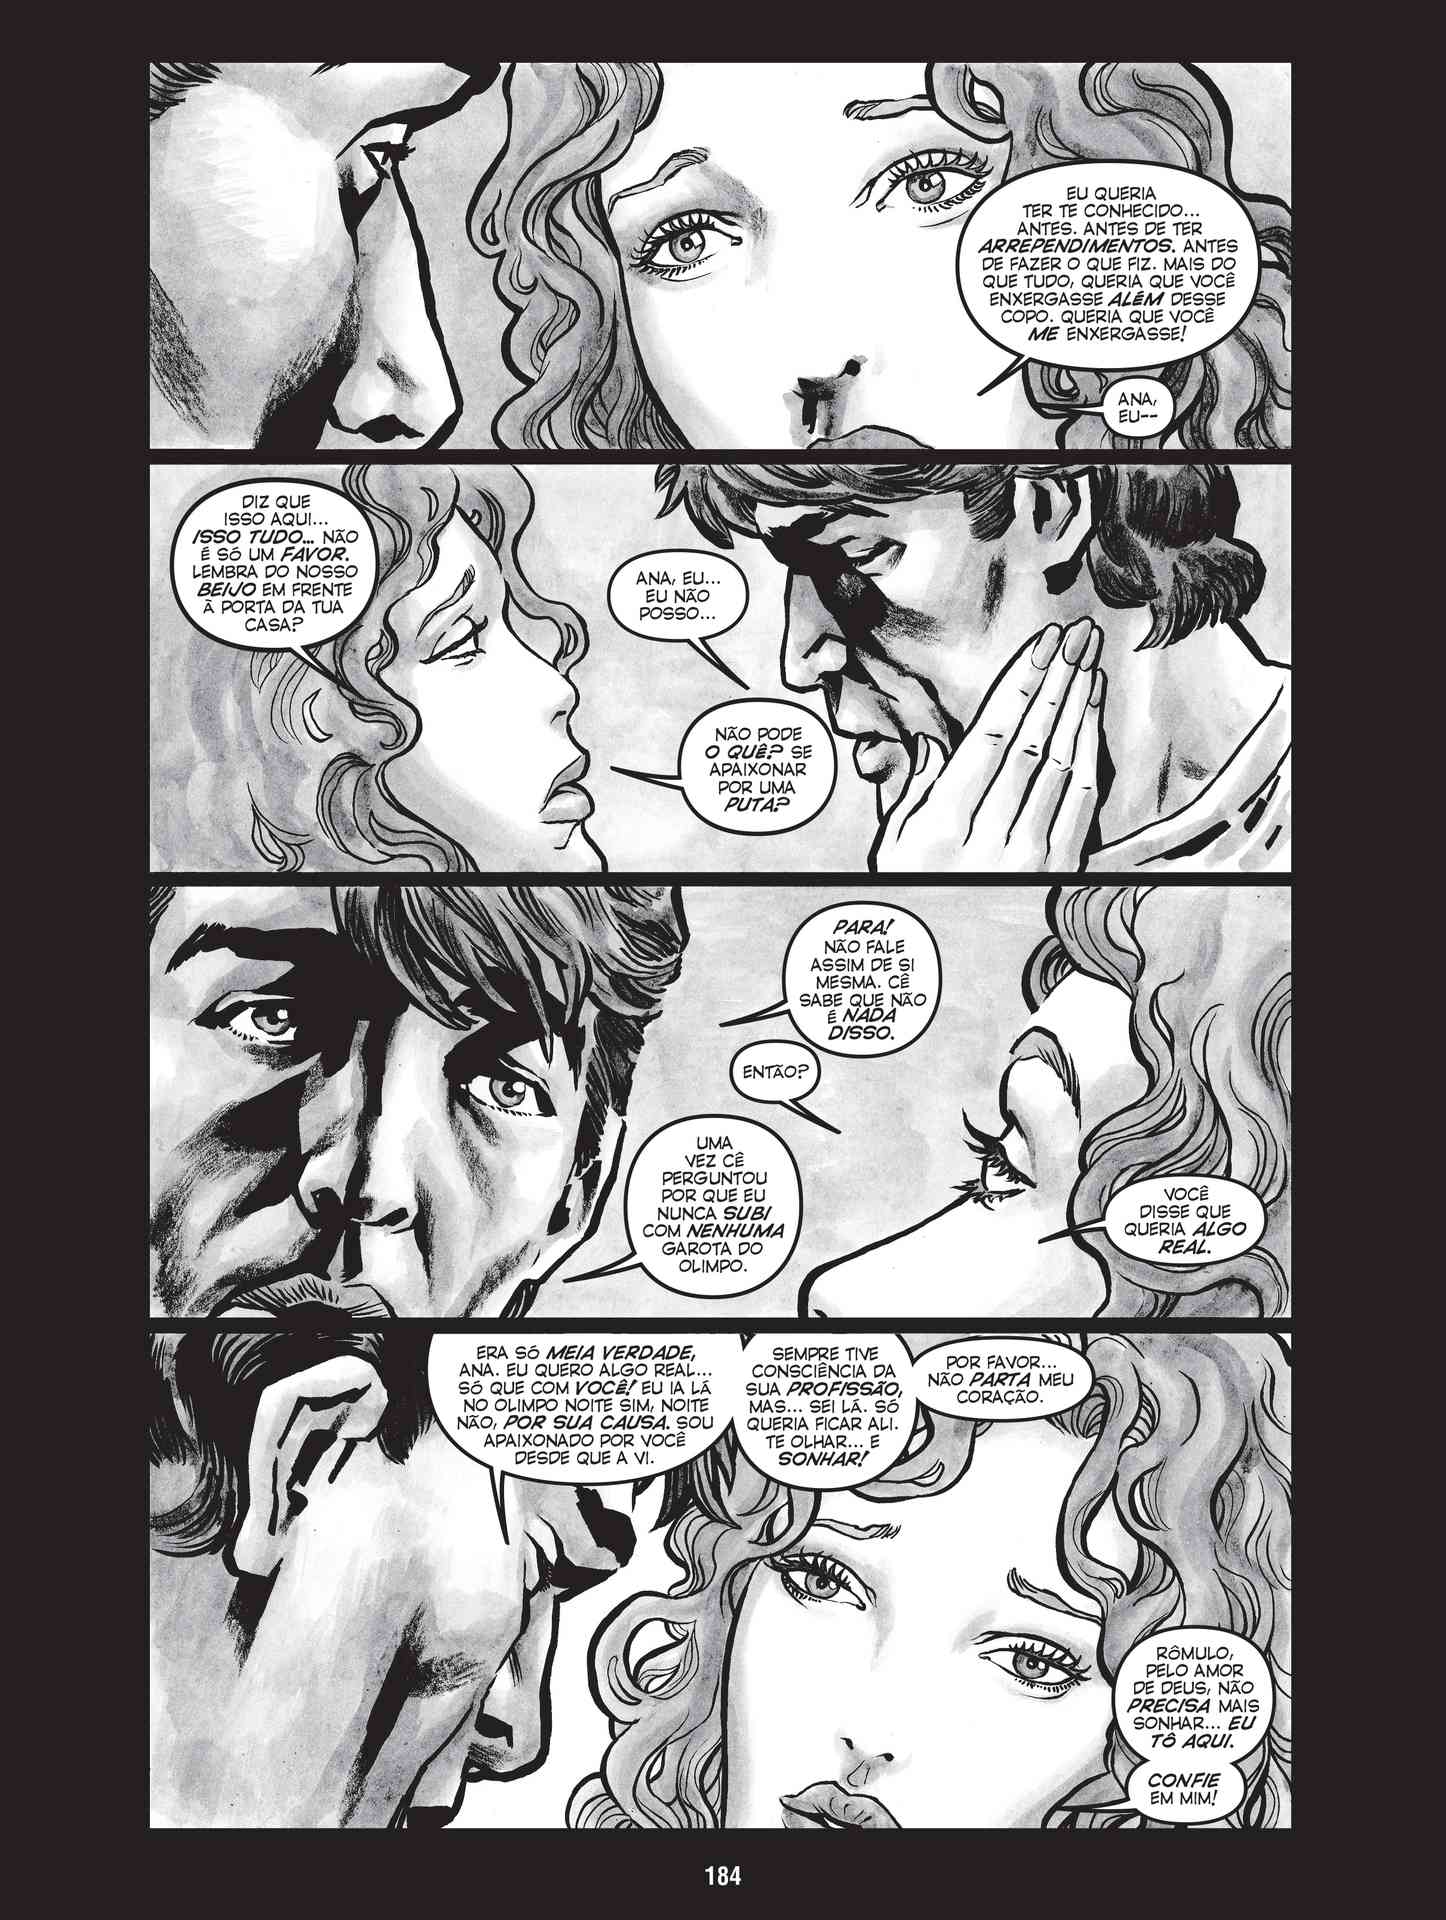 EU QUERIA
TER TE CONHECIDO...
ANTES. ANTES DE TER
ARREPENDIMENTOS. ANTES
DE FAZER O QUE FIZ. MAIS DO
QUE TUDO, QUERIA QUE VOCÊ
ENXERGASSE ALÉM DESSE
COPO. QUERIA QUE VOCÊ
ME ENXERGASSE!
ANA,
EU--
DIZ QUE
ISSO AQUI...
ISSO TUDO... NÃO
É SÓ UM FAVOR.
LEMBRA DO NOSSO
BEIJO EM FRENTE
À PORTA DA TUA
CASA?
ANA, EU...
EU NÃO
POSSO...
NÃO PODE
O QUÊ? SE
APAIXONAR
POR UMA
PUTA?
PARA!
NÃO FALE
ASSIM DE SI
MESMA. CÊ
SABE QUE NÃO
É NADA
DISSO.
ENTÃO?
UMA
VEZ CÊ
PERGUNTOU
POR QUE EU
NUNCA SUBI
COM NENHUMA
GAROTA DO
OLIMPO.
VOCÊ
DISSE QUE
QUERIA ALGO
REAL.
ERA SÓ MEIA VERDADE,
ANA. EU QUERO ALGO REAL...
SÓ QUE COM VOCÊ! EU IA LÁ
NO OLIMPO NOITE SIM, NOITE
NÃO, POR SUA CAUSA. SOU
APAIXONADO POR VOCÊ
DESDE QUE A VI.
SEMPRE TIVE
CONSCIÊNCIA DA
SUA PROFISSÃO,
MAS... SEI LÁ. SÓ
QUERIA FICAR ALI.
TE OLHAR... E
SONHAR!
POR FAVOR...
NÃO PARTA MEU
CORAÇÃO.
RÔMULO,
PELO AMOR
DE DEUS, NÃO
PRECISA MAIS
SONHAR... EU
TÔ AQUI.
CONFIE
EM MIM!
184